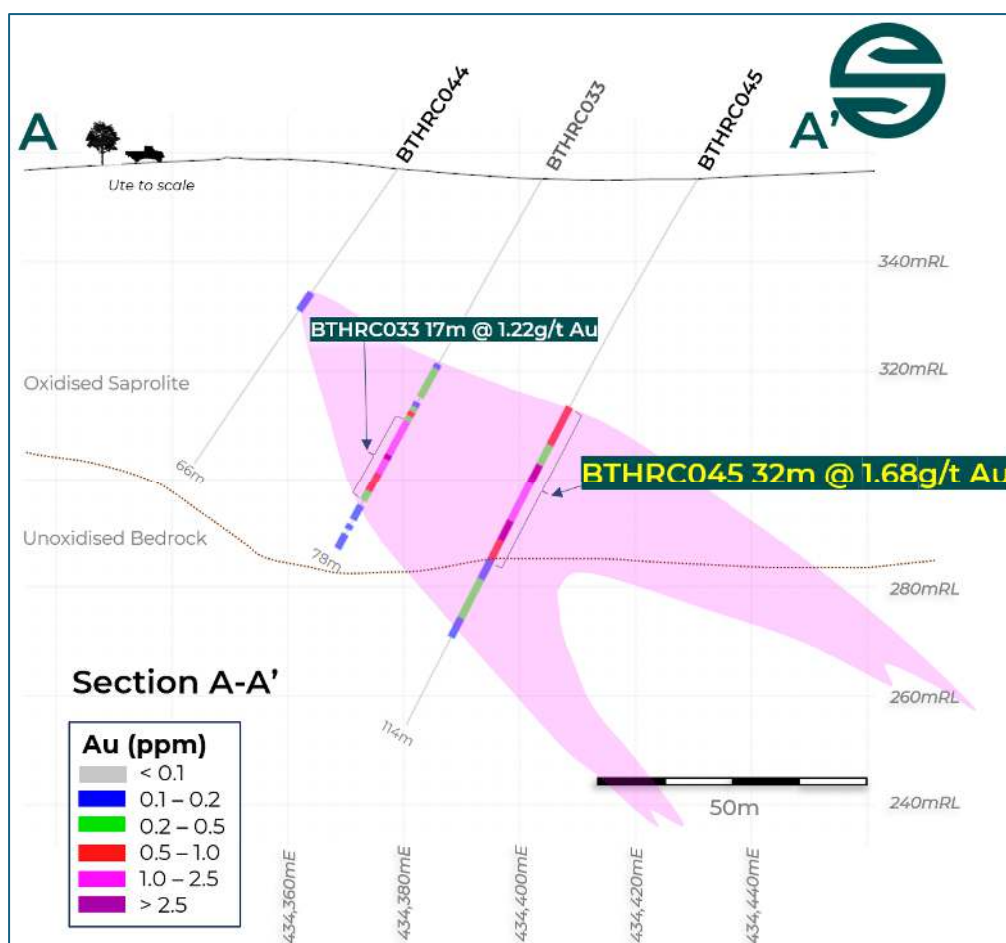 A
A’
BTHRC044
BTHRC033
BTHRC045
Ute to scale
340mRL
BTHRC033 17m @ 1.22g/t Au
320mRL
Oxidised Saprolite
BTHRC045 32m @ 1.68g/t Au
66m
Unoxidised Bedrock
78m
280mRL
Section A-A’
260mRL
114m
Au (ppm)
< 0.1
0.1 – 0.2
0.2 – 0.5
0.5 – 1.0
1.0 – 2.5
> 2.5
50m
240mRL
434,360mE
434,380mE
434,400mE
434,420mE
434,440mE